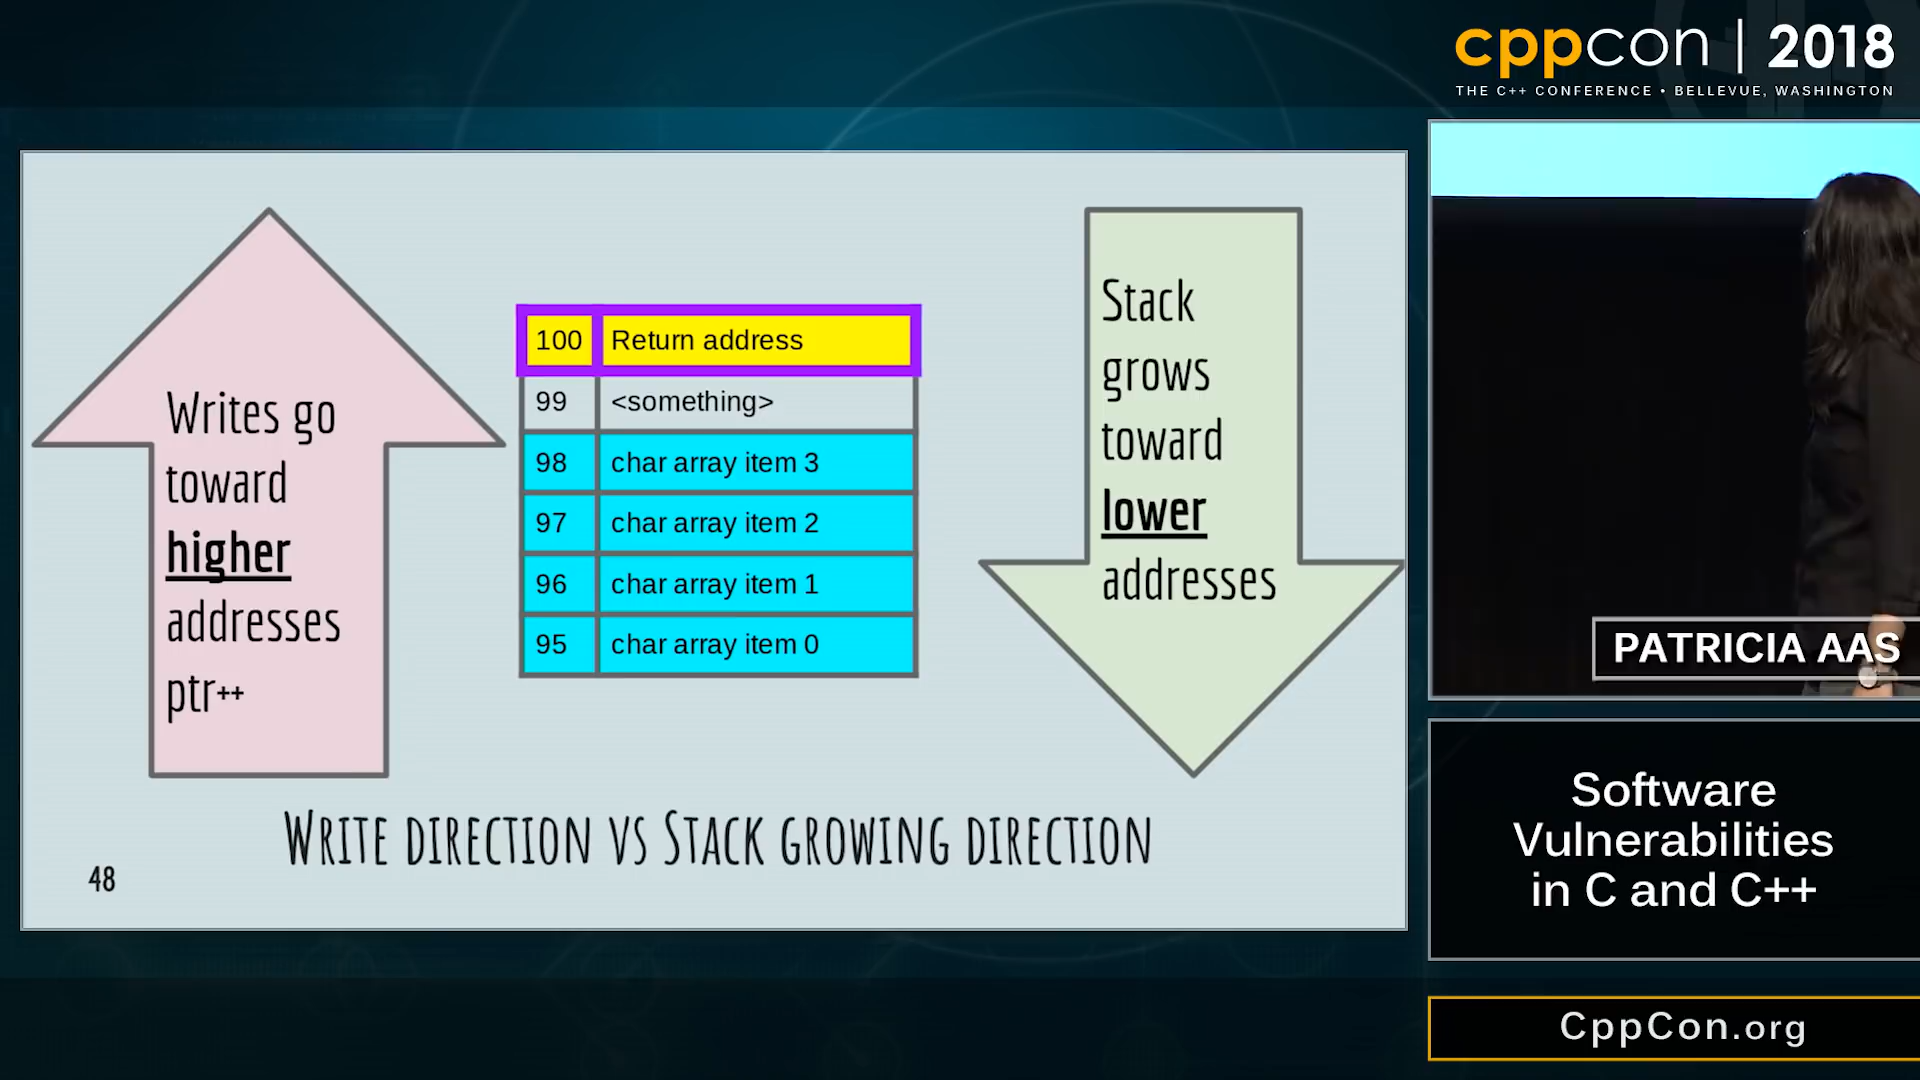 cppcon | 2018
THE C++ CONFERENCE • BELLEVUE, WASHINGTON
Writes go
toward
higher
addresses
ptr++
100 Return address
99 <something>
98 char array item 3
97 char array item 2
96 char array item 1
95 char array item 0
Stack
grows
toward
lower
addresses
WRITE DIRECTION VS STACK GROWING DIRECTION
48
PATRICIA AAS
Software
Vulnerabilities
in C and C++
CppCon.org